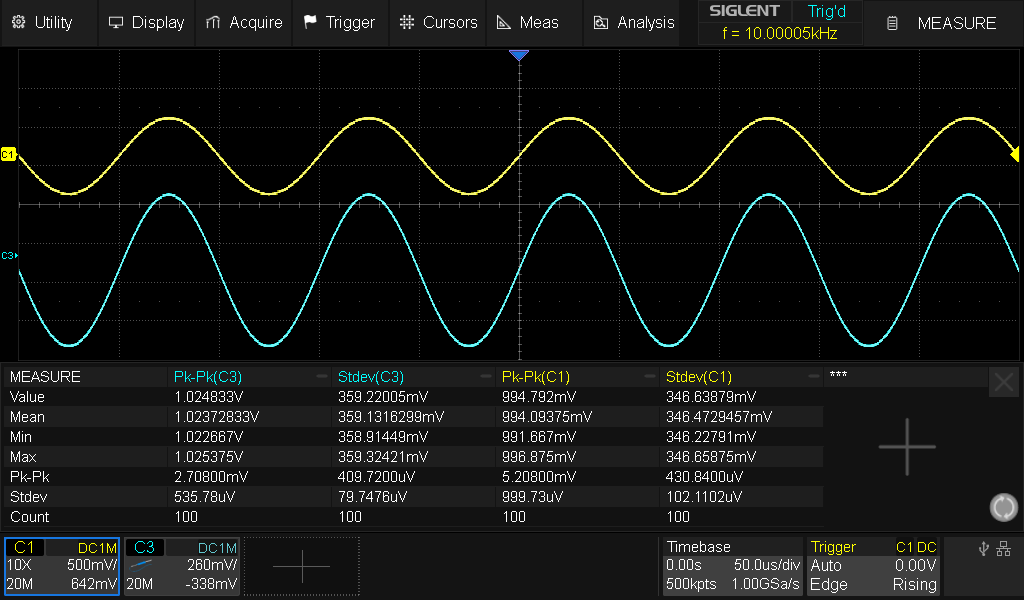 Utility Display Acquire Trigger Cursors Meas Analysis SIGLENT Trig'd MEASURE
f = 10.00005kHz
C1
C3
MEASURE Pk-Pk(C3) Stdev(C3) Pk-Pk(C1) Stdev(C1) ***
Value 1.024833V 359.22005mV 994.792mV 346.63879mV
Mean 1.02372833V 359.1316299mV 994.09375mV 346.4729457mV
Min 1.022667V 358.91449mV 991.667mV 346.22791mV
Max 1.025375V 359.32421mV 996.875mV 346.65875mV
Pk-Pk 2.70800mV 409.7200uV 5.20800mV 430.8400uV
Stdev 535.78uV 79.7476uV 999.73uV 102.1102uV
Count 100 100 100 100
C1 DC1M C3 DC1M Timebase Trigger C1 DC
10X 500mV/ 260mV/ 0.00s 50.0us/div Auto 0.00V
20M 642mV 20M -338mV 500kpts 1.00GSa/s Edge Rising